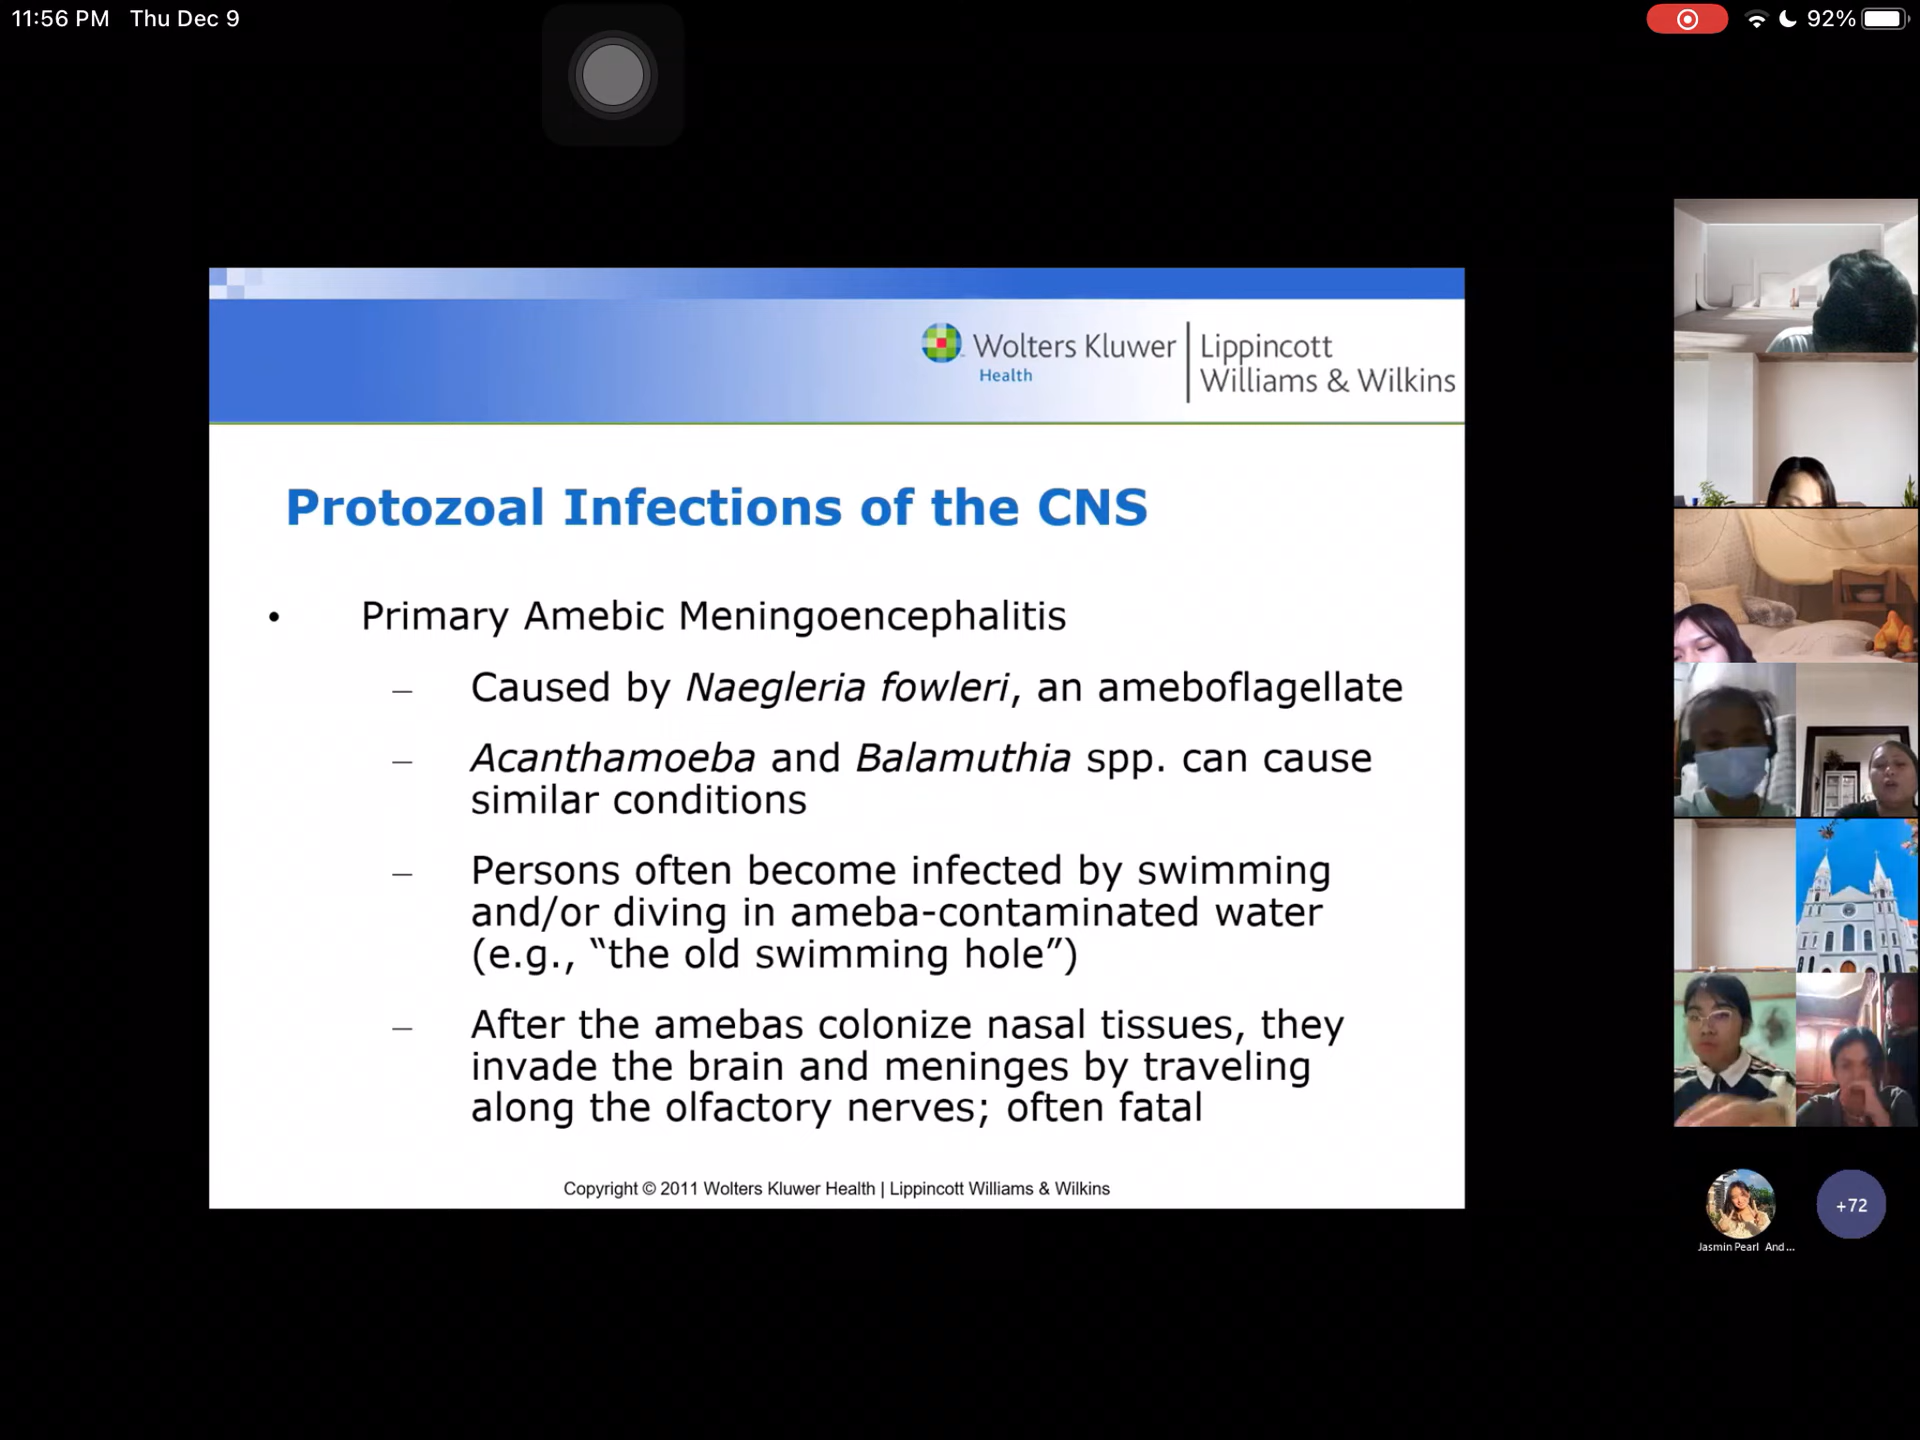 11:56 PM Thu Dec 9
92%
Wolters Kluwer
Health
Lippincott
Williams & Wilkins
Protozoal Infections of the CNS
• Primary Amebic Meningoencephalitis
– Caused by Naegleria fowleri, an ameboflagellate
– Acanthamoeba and Balamuthia spp. can cause
similar conditions
– Persons often become infected by swimming
and/or diving in ameba-contaminated water
(e.g., “the old swimming hole”)
– After the amebas colonize nasal tissues, they
invade the brain and meninges by traveling
along the olfactory nerves; often fatal
Copyright © 2011 Wolters Kluwer Health | Lippincott Williams & Wilkins
+72
Jasmin Pearl And...